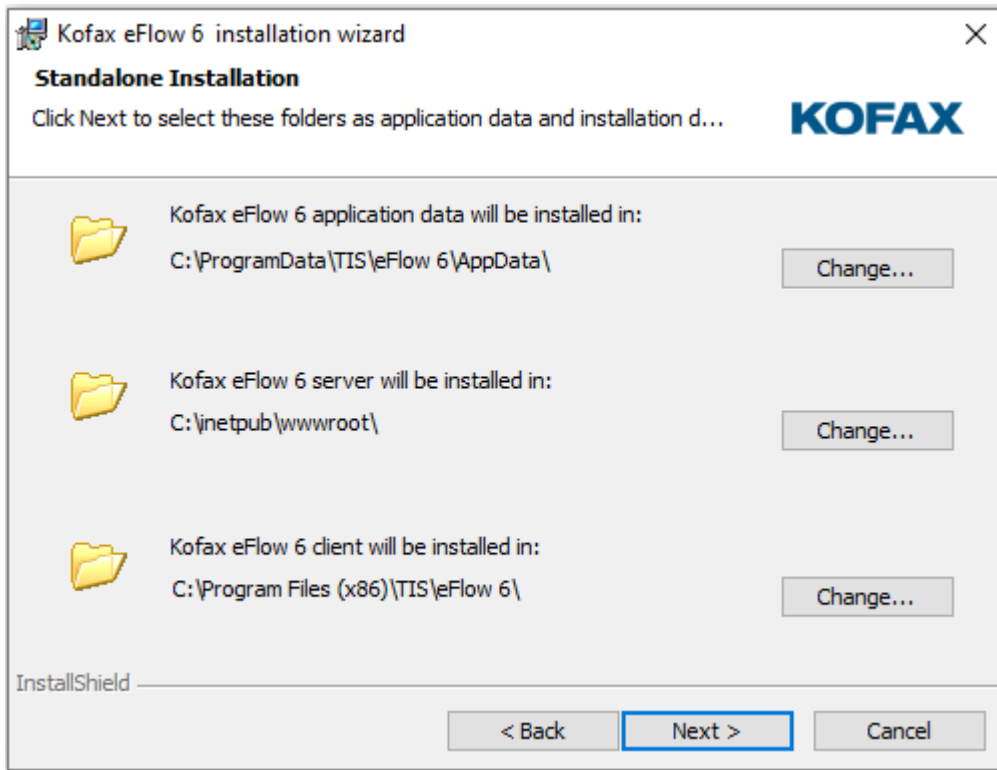 Kofax eFlow 6 installation wizard
Standalone Installation
Click Next to select these folders as application data and installation d...
KOFAX
Kofax eFlow 6 application data will be installed in:
C:\ProgramData\TIS\eFlow 6\AppData\
Change...
Kofax eFlow 6 server will be installed in:
C:\inetpub\wwwroot\
Change...
Kofax eFlow 6 client will be installed in:
C:\Program Files (x86)\TIS\eFlow 6\
Change...
InstallShield
< Back Next > Cancel